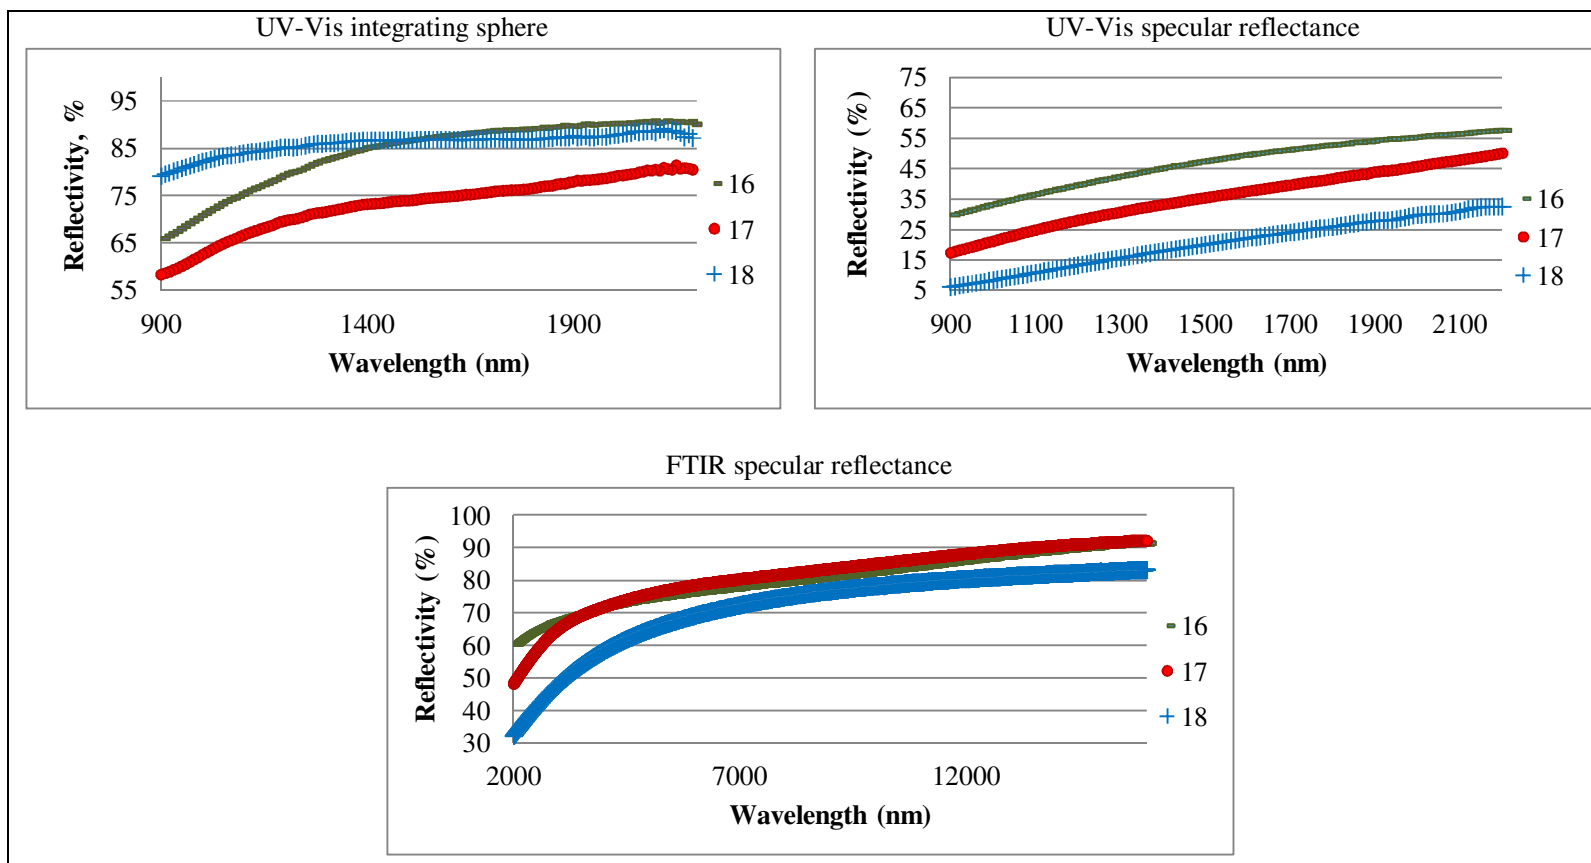 UV-Vis integrating sphere
Reflectivity, %
95
85
75
65
55
900 1400 1900
Wavelength (nm)
16
17
18
UV-Vis specular reflectance
Reflectivity (%)
75
65
55
45
35
25
15
5
900 1100 1300 1500 1700 1900 2100
Wavelength (nm)
16
17
18
FTIR specular reflectance
Reflectivity (%)
100
90
80
70
60
50
40
30
2000 7000 12000
Wavelength (nm)
16
17
18